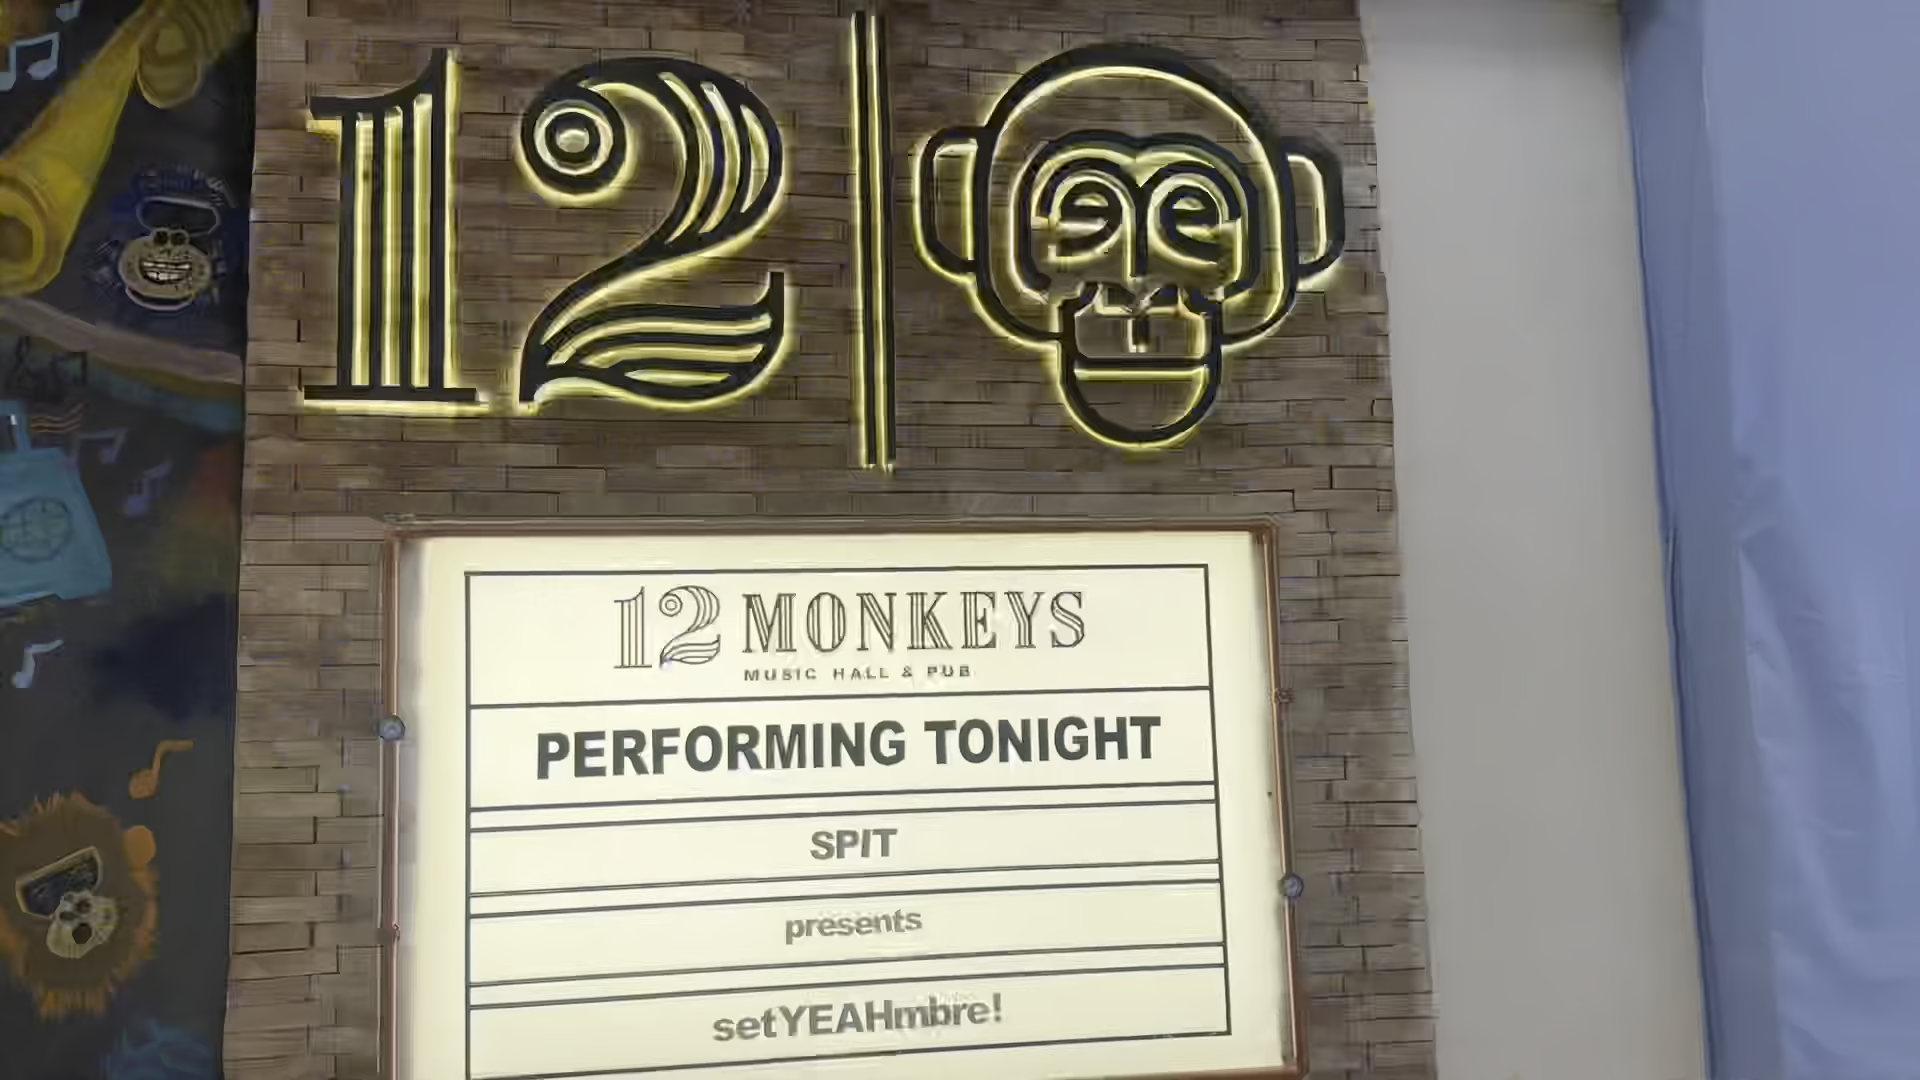 12
12 MONKEYS
MUSIC HALL & PUB
PERFORMING TONIGHT
SPIT
presents
setYEAHmbre!